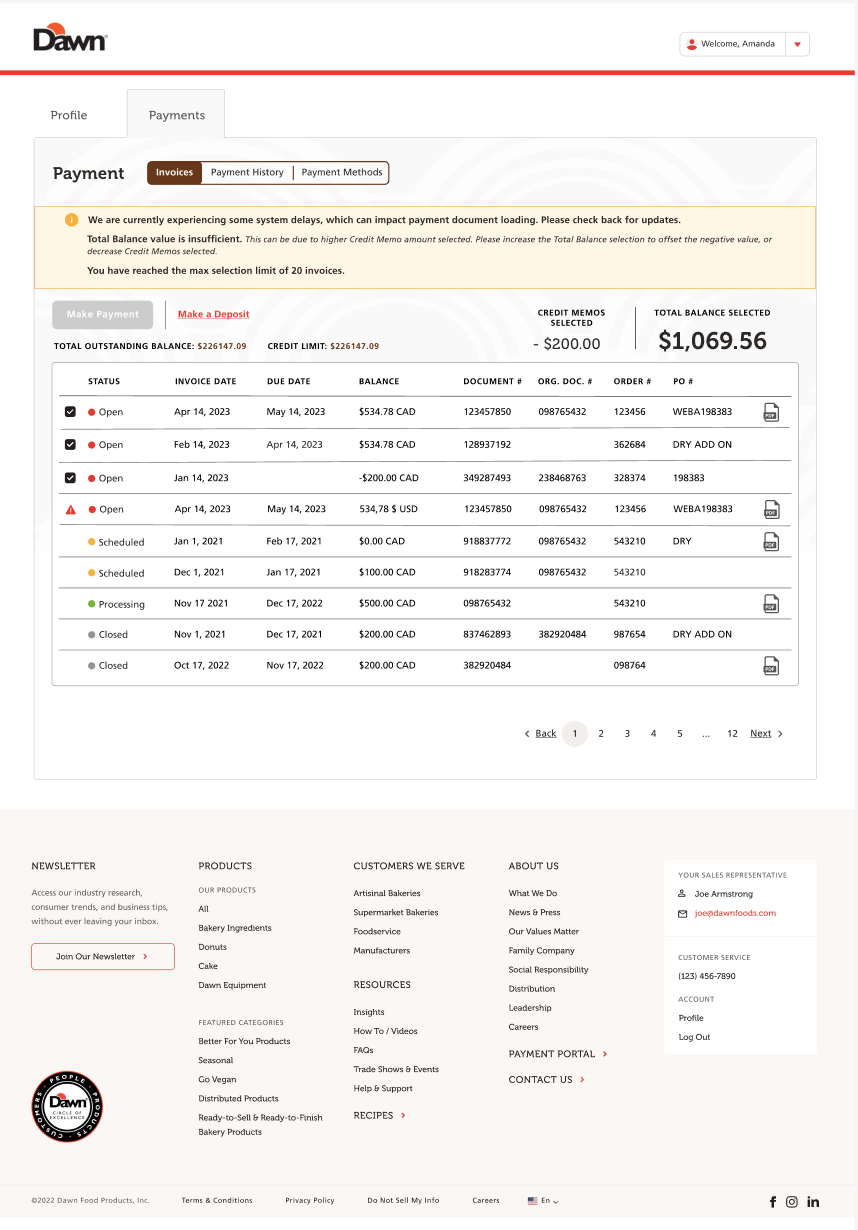 Dawn
Welcome, Amanda
Profile
Payments
Payment
Invoices
Payment History
Payment Methods
We are currently experiencing some system delays, which can impact payment document loading. Please check back for updates.
Total Balance value is insufficient. This can be due to higher Credit Memo amount selected. Please increase the Total Balance selection to offset the negative value, or
decrease Credit Memos selected.
You have reached the max selection limit of 20 invoices.
Make Payment
Make a Deposit
CREDIT MEMOS
SELECTED
- $200.00
TOTAL BALANCE SELECTED
$1,069.56
TOTAL OUTSTANDING BALANCE: $226147.09
CREDIT LIMIT: $226147.09
STATUS INVOICE DATE DUE DATE BALANCE DOCUMENT # ORG. DOC. # ORDER # PO #
Open Apr 14, 2023 May 14, 2023 $534.78 CAD 123457850 098765432 123456 WEBA198383 PDF
Open Feb 14, 2023 Apr 14, 2023 $534.78 CAD 128937192 362684 DRY ADD ON
Open Jan 14, 2023 -$200.00 CAD 349287493 238468763 328374 198383
Open Apr 14, 2023 May 14, 2023 534,78 $ USD 123457850 098765432 123456 WEBA198383 PDF
Scheduled Jan 1, 2021 Feb 17, 2021 $0.00 CAD 918837772 098765432 543210 DRY PDF
Scheduled Dec 1, 2021 Jan 17, 2021 $100.00 CAD 918283774 098765432 543210
Processing Nov 17 2021 Dec 17, 2022 $500.00 CAD 098765432 543210 PDF
Closed Nov 1, 2021 Dec 17, 2021 $200.00 CAD 837462893 382920484 987654 DRY ADD ON
Closed Oct 17, 2022 Nov 17, 2022 $200.00 CAD 382920484 098764 PDF
Back 1 2 3 4 5 ... 12 Next
NEWSLETTER
Access our industry research,
consumer trends, and business tips,
without ever leaving your inbox.
Join Our Newsletter
CUSTOMERS PEOPLE PRODUCTS
Dawn
CIRCLE OF
EXCELLENCE
PRODUCTS
OUR PRODUCTS
All
Bakery Ingredients
Donuts
Cake
Dawn Equipment
FEATURED CATEGORIES
Better For You Products
Seasonal
Go Vegan
Distributed Products
Ready-to-Sell & Ready-to-Finish
Bakery Products
CUSTOMERS WE SERVE
Artisinal Bakeries
Supermarket Bakeries
Foodservice
Manufacturers
RESOURCES
Insights
How To / Videos
FAQs
Trade Shows & Events
Help & Support
RECIPES
ABOUT US
What We Do
News & Press
Our Values Matter
Family Company
Social Responsibility
Distribution
Leadership
Careers
PAYMENT PORTAL
CONTACT US
YOUR SALES REPRESENTATIVE
Joe Armstrong
joe@dawnfoods.com
CUSTOMER SERVICE
(123) 456-7890
ACCOUNT
Profile
Log Out
©2022 Dawn Food Products, Inc.
Terms & Conditions
Privacy Policy
Do Not Sell My Info
Careers
En